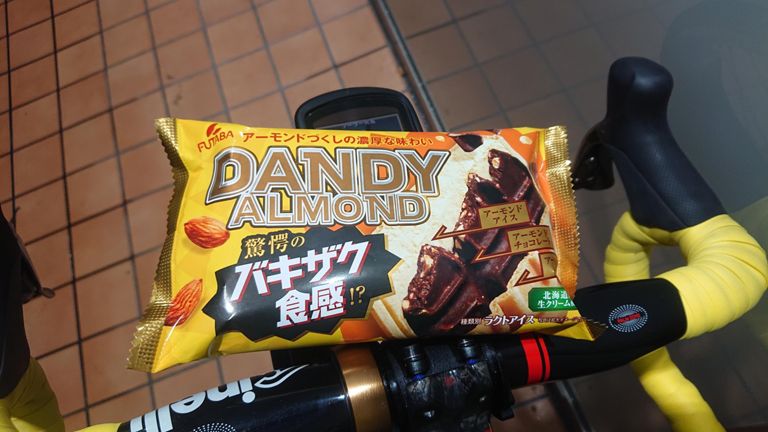 FUTABA
アーモンドづくしの濃厚な味わい
DANDY
ALMOND
驚愕の
バキザク
食感!?
アーモンド
アイス
アーモンド
チョコレー
ア
北海道
生クリーム
種類別 ラクトアイス
cinelli